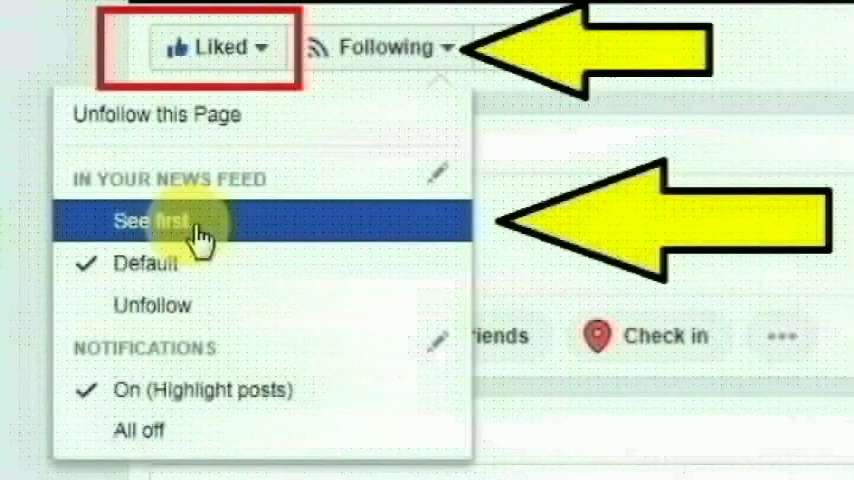 Liked
Following
Unfollow this Page
IN YOUR NEWS FEED
See first
Default
Unfollow
NOTIFICATIONS
On (Highlight posts)
All off
riends
Check in